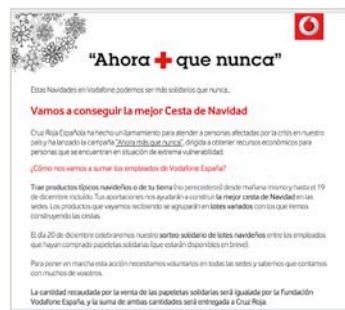 "Ahora + que nunca"
Estas Navidades en Vodafone podemos ser más solidarios que nunca...
Vamos a conseguir la mejor Cesta de Navidad
Cruz Roja Española ha hecho un llamamiento para atender a personas afectadas por la crisis en nuestro
país y ha lanzado la campaña "Ahora más que nunca", dirigida a obtener recursos económicos para
personas que se encuentran en situación de extrema vulnerabilidad.
¿Cómo nos vamos a sumar los empleados de Vodafone España?
Trae productos típicos navideños o de tu tierra (no perecederos) desde mañana mismo y hasta el 19
de diciembre incluido. Tus aportaciones nos ayudarán a construir la mejor cesta de Navidad en las
sedes. Los productos que vayamos recibiendo se agruparán en lotes variados con los que iremos
construyendo las cestas.
El día 20 de diciembre celebraremos nuestro sorteo solidario de lotes navideños entre los empleados
que hayan comprado papeletas solidarias (que estarán disponibles en breve).
Para poner en marcha esta acción necesitamos voluntarios en todas las sedes y sabemos que contamos
con muchos de vosotros.
La cantidad recaudada por la venta de las papeletas solidarias será igualada por la Fundación
Vodafone España, y la suma de ambas cantidades será entregada a Cruz Roja.